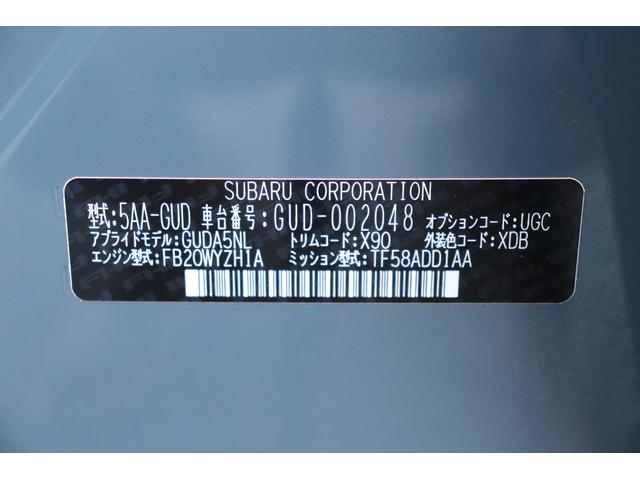 SUBARU CORPORATION
型式:5AA-GUD 車台番号:GUD-002048 オプションコード:UGC
アプライドモデル:GUDA5NL トリムコード:X90 外装色コード:XDB
エンジン型式:FB20WYZH1A ミッション型式:TF58ADD1AA